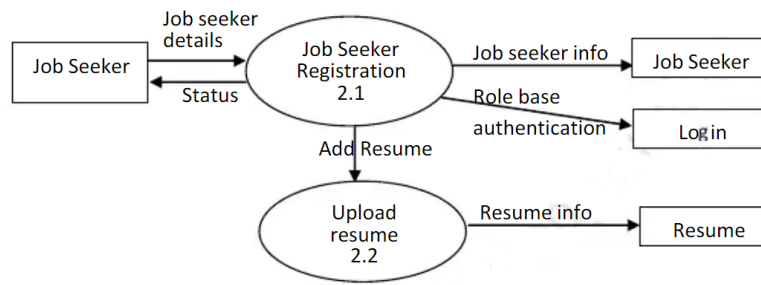 Job seeker
details
Job Seeker
Status
Job Seeker
Registration
2.1
Job seeker info
Job Seeker
Role base
authentication
Login
Add Resume
Upload
resume
2.2
Resume info
Resume